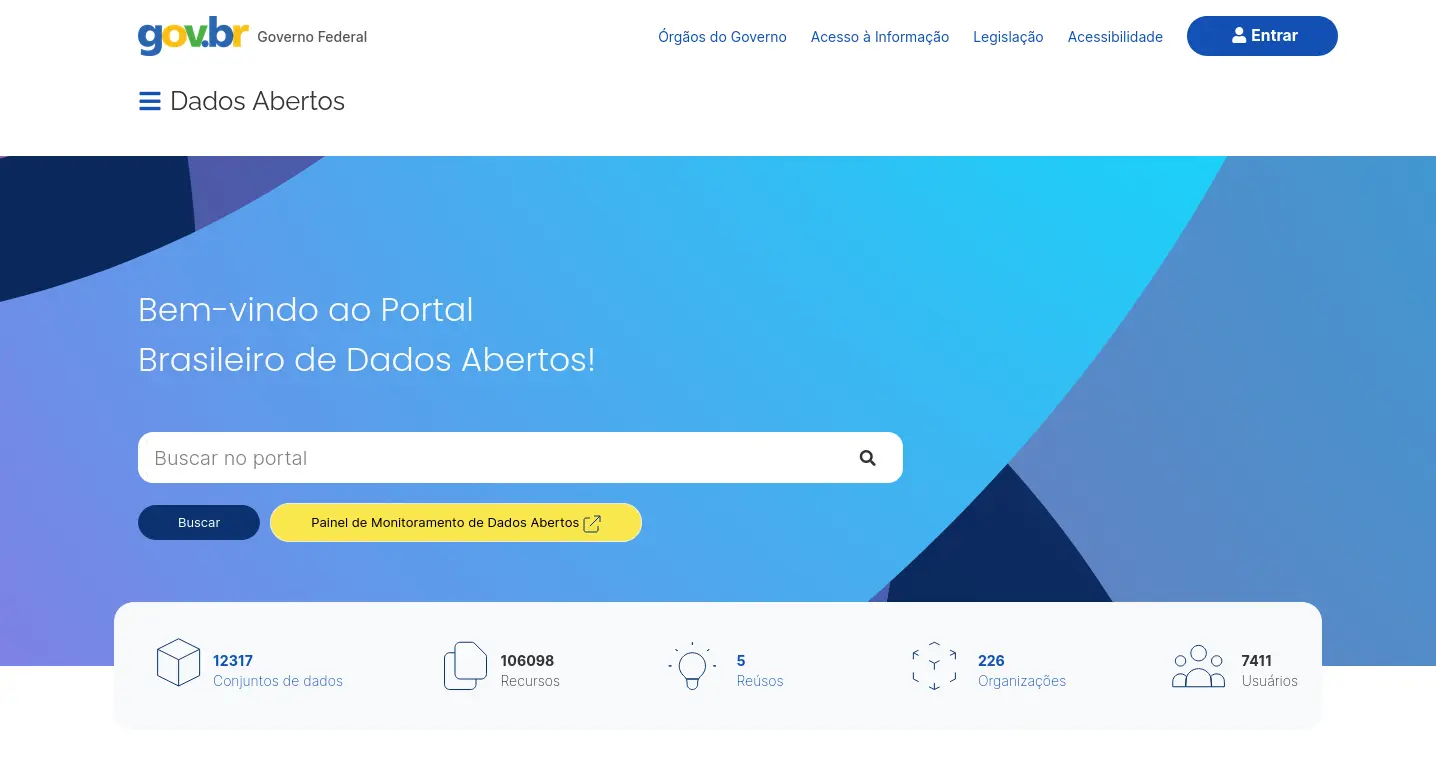 gov.br Governo Federal
Órgãos do Governo Acesso à Informação Legislação Acessibilidade Entrar
Dados Abertos
Bem-vindo ao Portal
Brasileiro de Dados Abertos!
Buscar no portal
Buscar Painel de Monitoramento de Dados Abertos
12317
Conjuntos de dados
106098
Recursos
5
Reúsos
226
Organizações
7411
Usuários